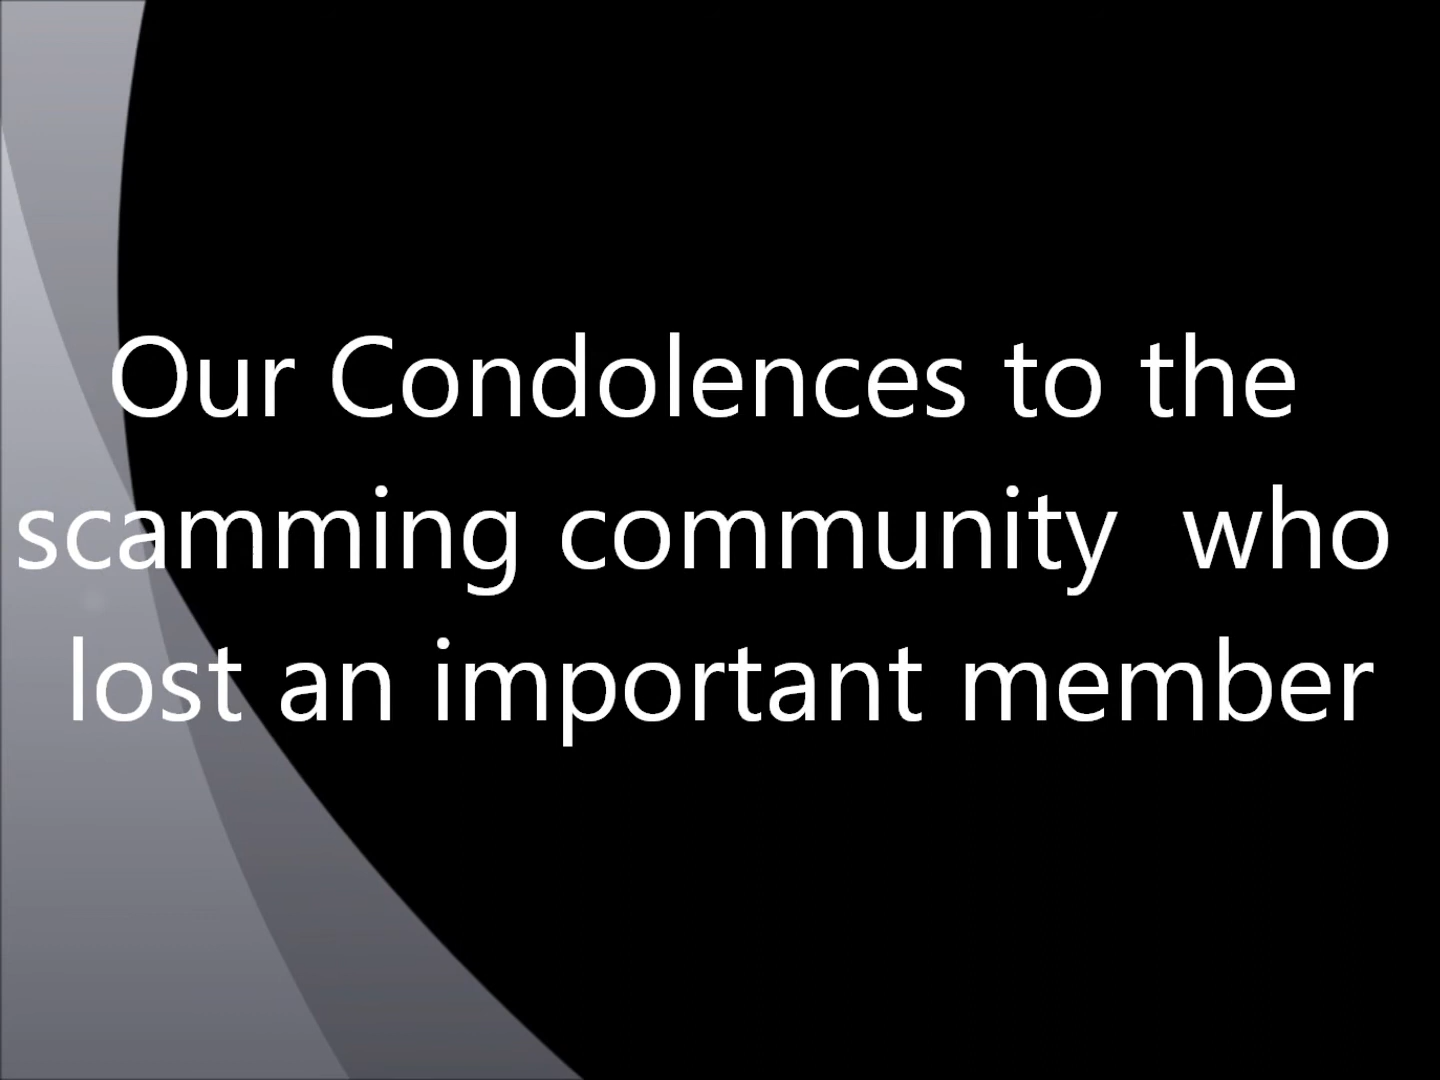 Our Condolences to the
scamming community  who
lost an important member